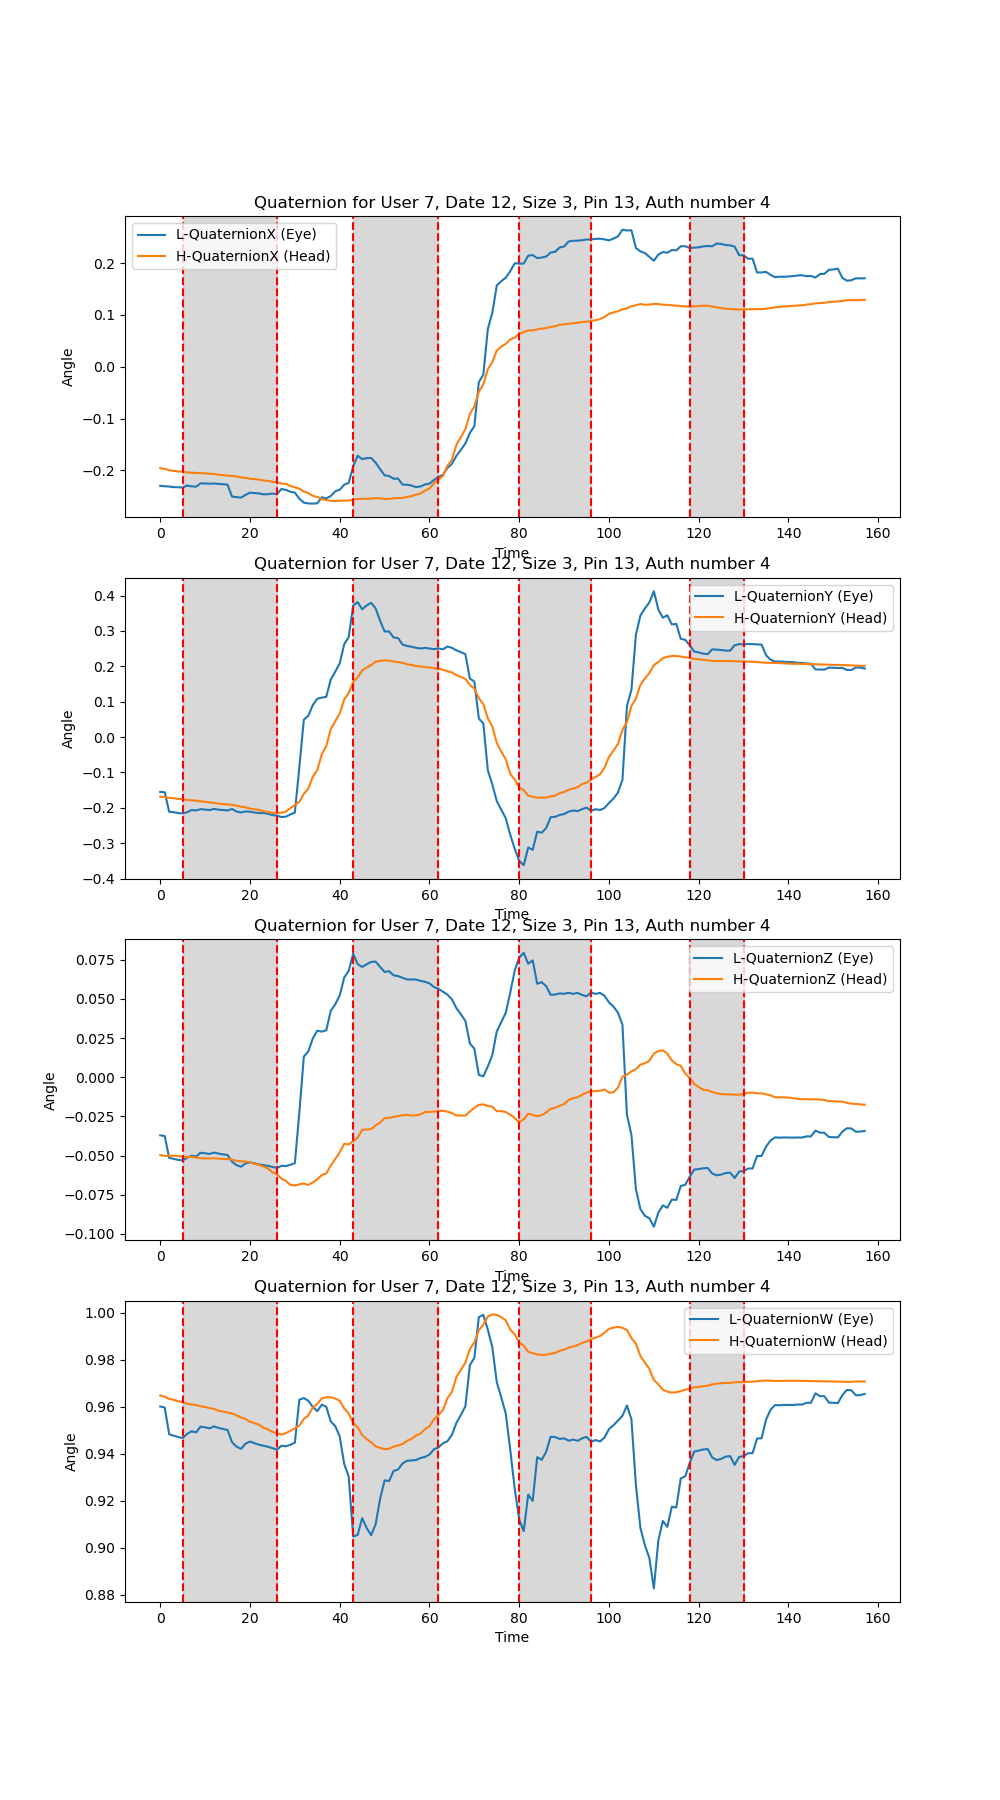 Quaternion for User 7, Date 12, Size 3, Pin 13, Auth number 4
L-QuaternionX (Eye)
H-QuaternionX (Head)
Angle
0.2
0.1
0.0
−0.1
−0.2
0 20 40 60 80 100 120 140 160
Time
Quaternion for User 7, Date 12, Size 3, Pin 13, Auth number 4
L-QuaternionY (Eye)
H-QuaternionY (Head)
Angle
0.4
0.3
0.2
0.1
0.0
−0.1
−0.2
−0.3
−0.4
0 20 40 60 80 100 120 140 160
Time
Quaternion for User 7, Date 12, Size 3, Pin 13, Auth number 4
L-QuaternionZ (Eye)
H-QuaternionZ (Head)
Angle
0.075
0.050
0.025
0.000
−0.025
−0.050
−0.075
−0.100
0 20 40 60 80 100 120 140 160
Time
Quaternion for User 7, Date 12, Size 3, Pin 13, Auth number 4
L-QuaternionW (Eye)
H-QuaternionW (Head)
Angle
1.00
0.98
0.96
0.94
0.92
0.90
0.88
0 20 40 60 80 100 120 140 160
Time